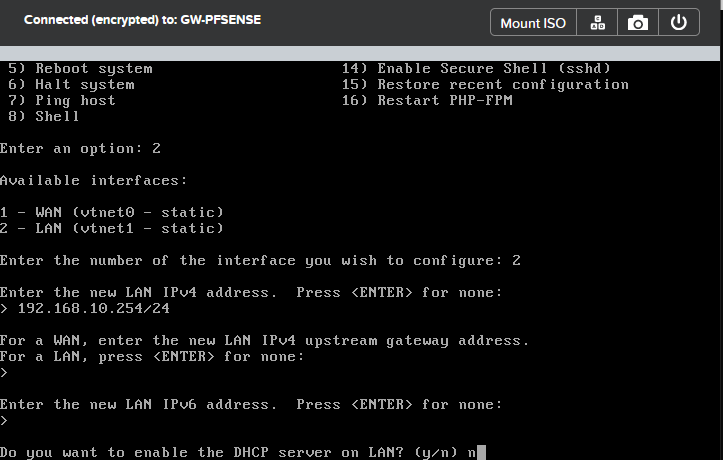 Connected (encrypted) to: GW-PFSENSE
Mount ISO
5) Reboot system 14) Enable Secure Shell (sshd)
6) Halt system 15) Restore recent configuration
7) Ping host 16) Restart PHP-FPM
8) Shell
Enter an option: 2
Available interfaces:
1 - WAN (vtnet0 - static)
2 - LAN (vtnet1 - static)
Enter the number of the interface you wish to configure: 2
Enter the new LAN IPv4 address.  Press <ENTER> for none:
> 192.168.10.254/24
For a WAN, enter the new LAN IPv4 upstream gateway address.
For a LAN, press <ENTER> for none:
>
Enter the new LAN IPv6 address.  Press <ENTER> for none:
>
Do you want to enable the DHCP server on LAN? (y/n) n